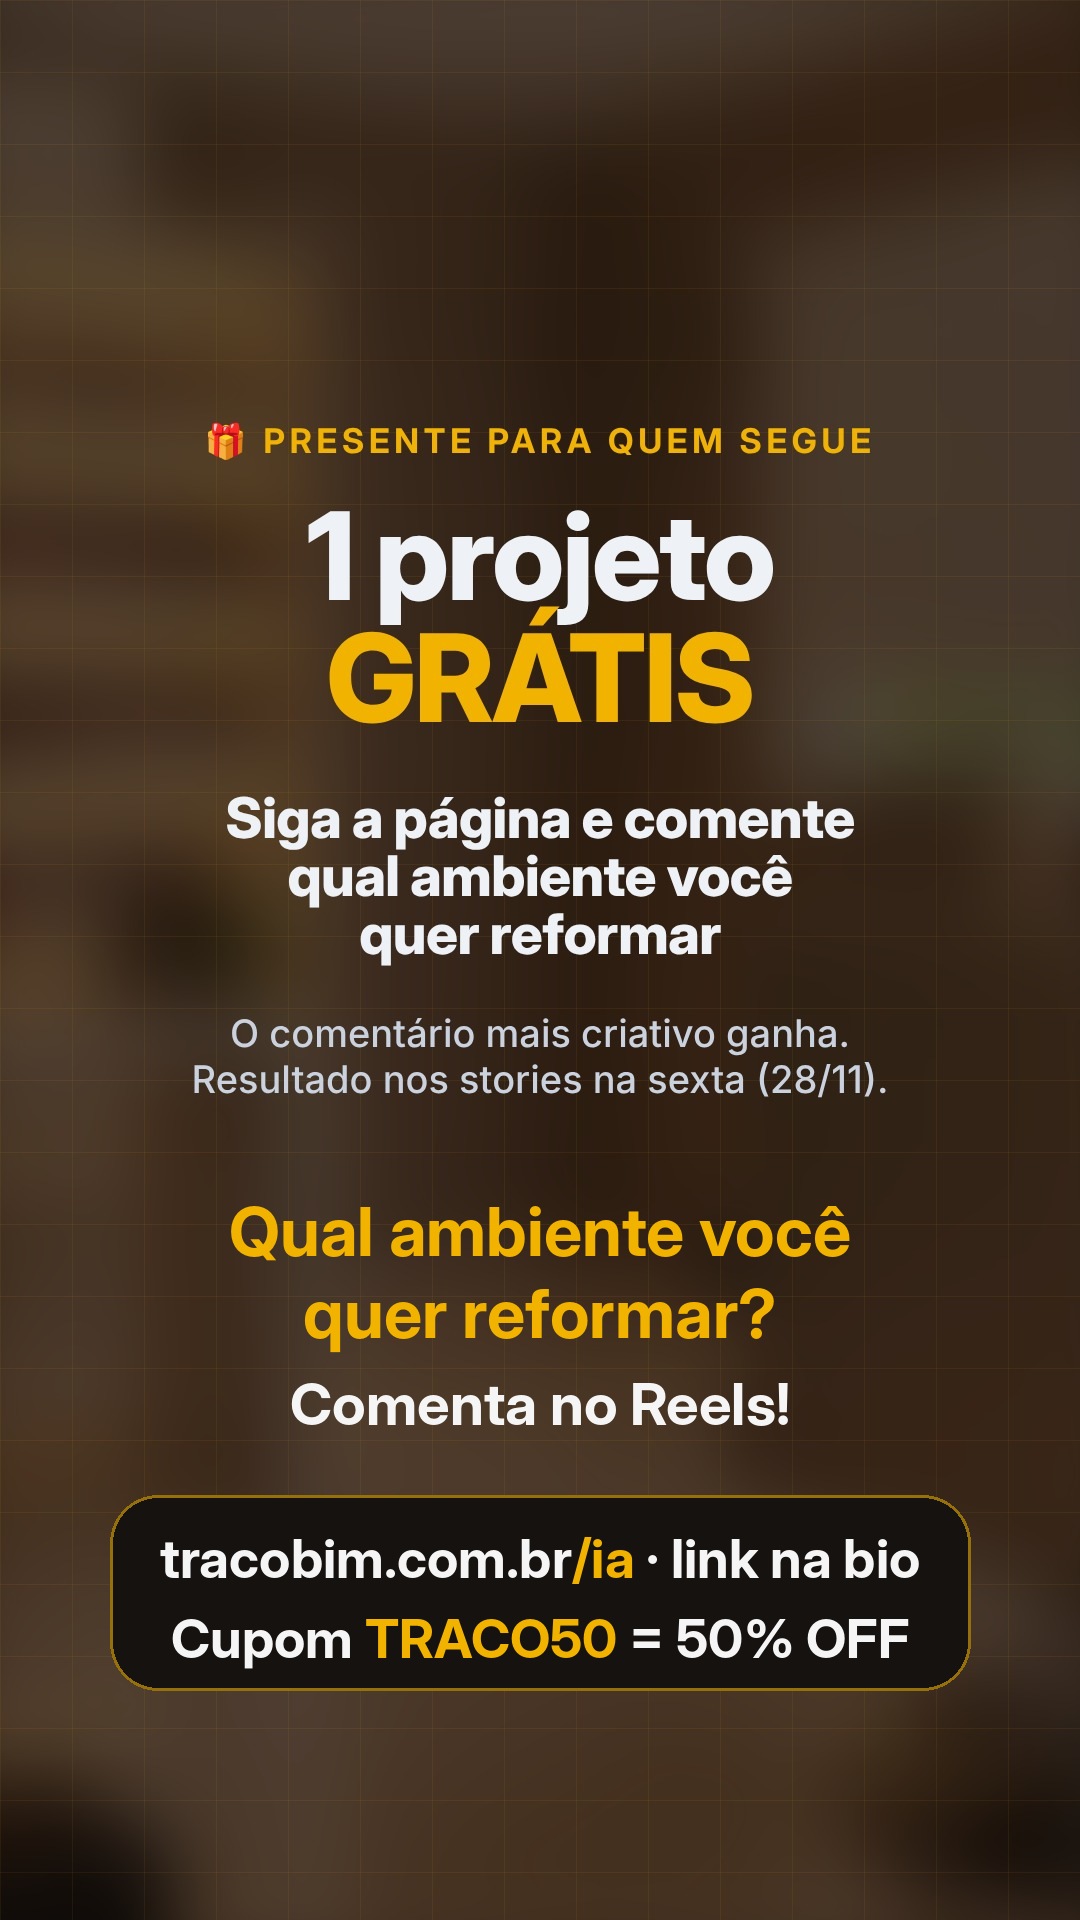 🎁 PRESENTE PARA QUEM SEGUE
1 projeto
GRÁTIS
Siga a página e comente
qual ambiente você
quer reformar
O comentário mais criativo ganha.
Resultado nos stories na sexta (28/11).
Qual ambiente você
quer reformar?
Comenta no Reels!
tracobim.com.br/ia · link na bio
Cupom TRACO50 = 50% OFF